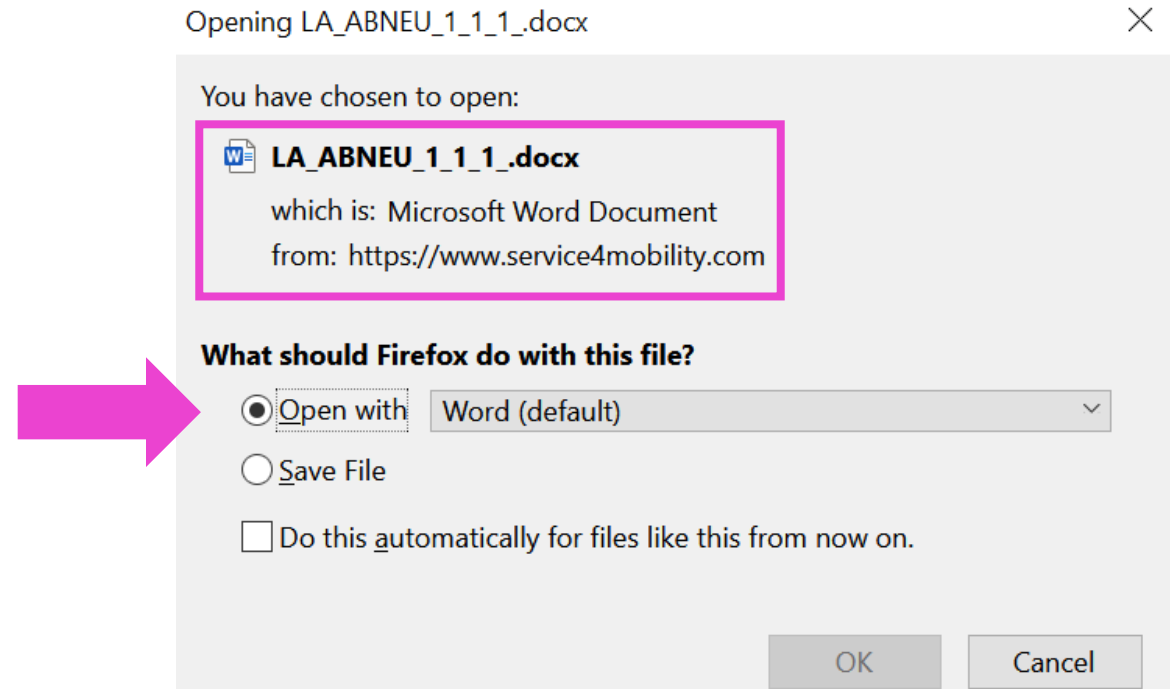 Opening LA_ABNEU_1_1_1_.docx
You have chosen to open:
LA_ABNEU_1_1_1_.docx
which is: Microsoft Word Document
from: https://www.service4mobility.com
What should Firefox do with this file?
Open with Word (default)
Save File
Do this automatically for files like this from now on.
OK Cancel